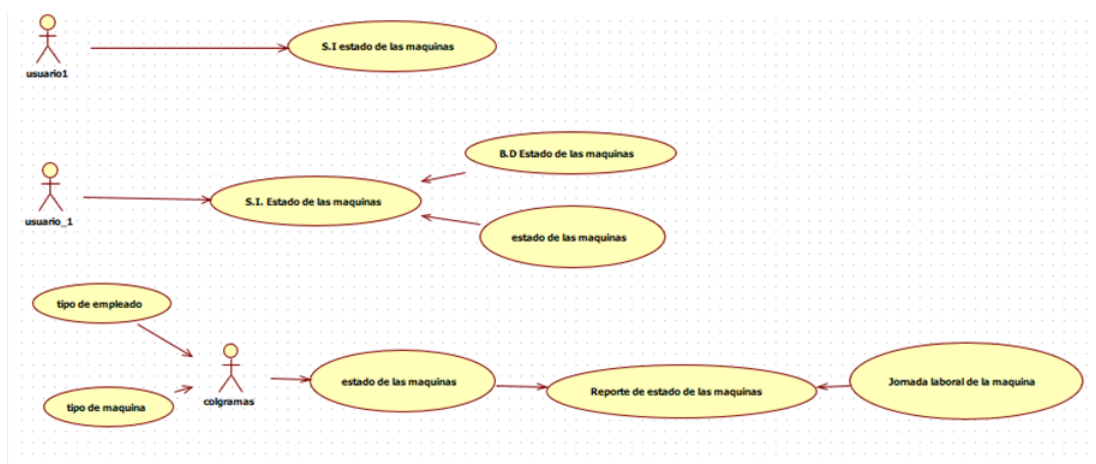 S.I estado de las maquinas
usuario1
B.D Estado de las maquinas
S.I. Estado de las maquinas
usuario_1
estado de las maquinas
tipo de empleado
estado de las maquinas
Jornada laboral de la maquina
Reporte de estado de las maquinas
colgramas
tipo de maquina